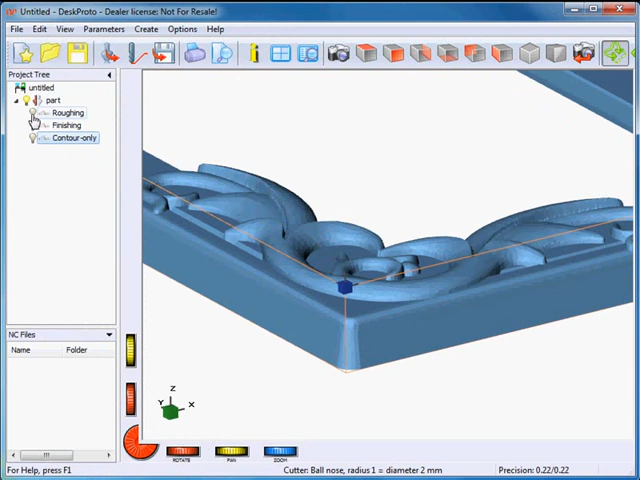 Untitled - DeskProto - Dealer license: Not For Resale!
File Edit View Parameters Create Options Help
Project Tree
untitled
part
Roughing
Finishing
Contour-only
NC Files
Name Folder
Z
Y X
ROTATE PAN ZOOM
For Help, press F1 Cutter: Ball nose, radius 1 = diameter 2 mm Precision: 0.22/0.22